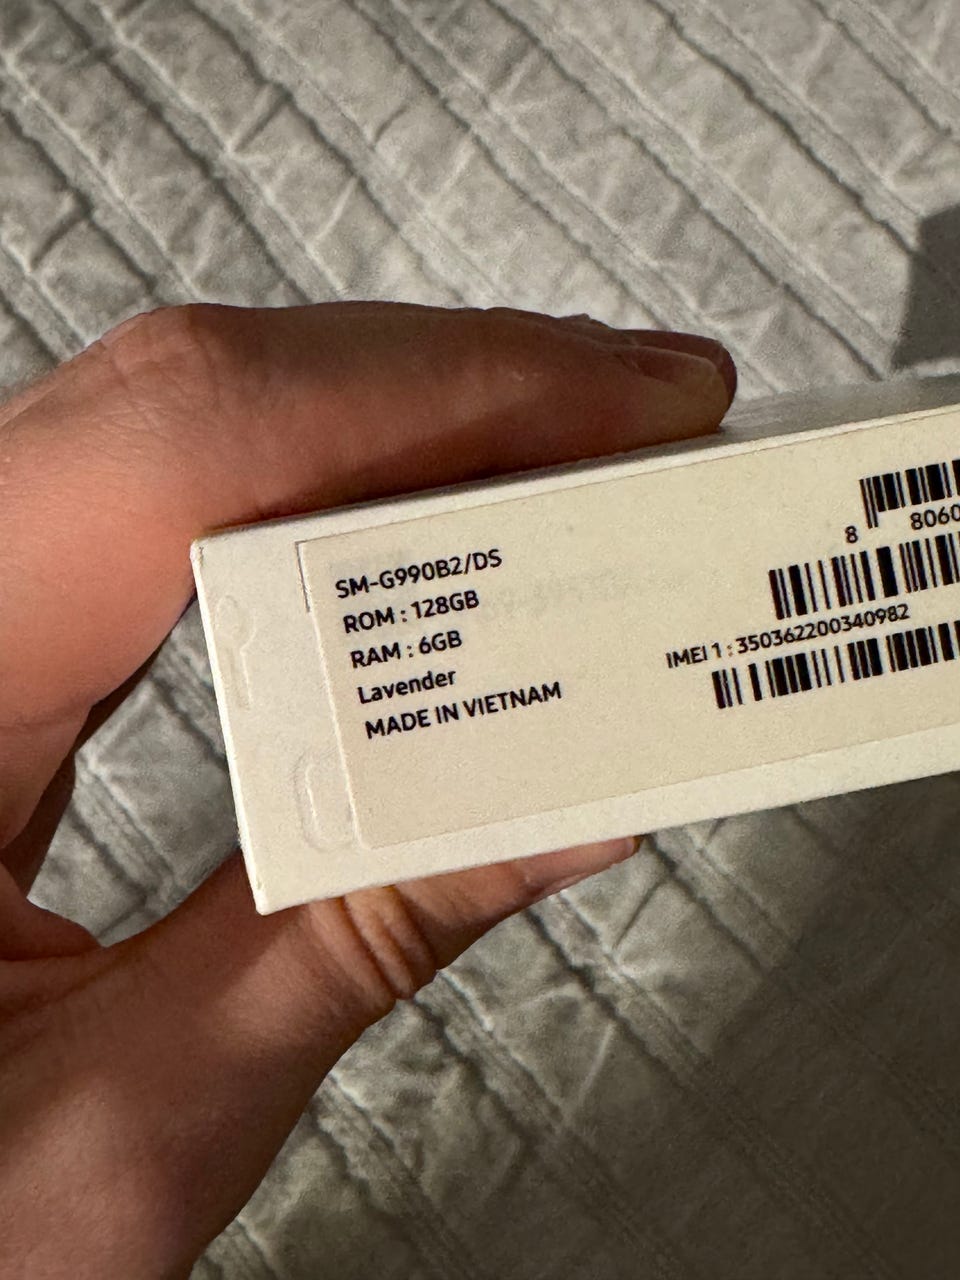 SM-G990B2/DS
ROM : 128GB
RAM : 6GB
Lavender
MADE IN VIETNAM
8 8060
IMEI 1 : 350362200340982